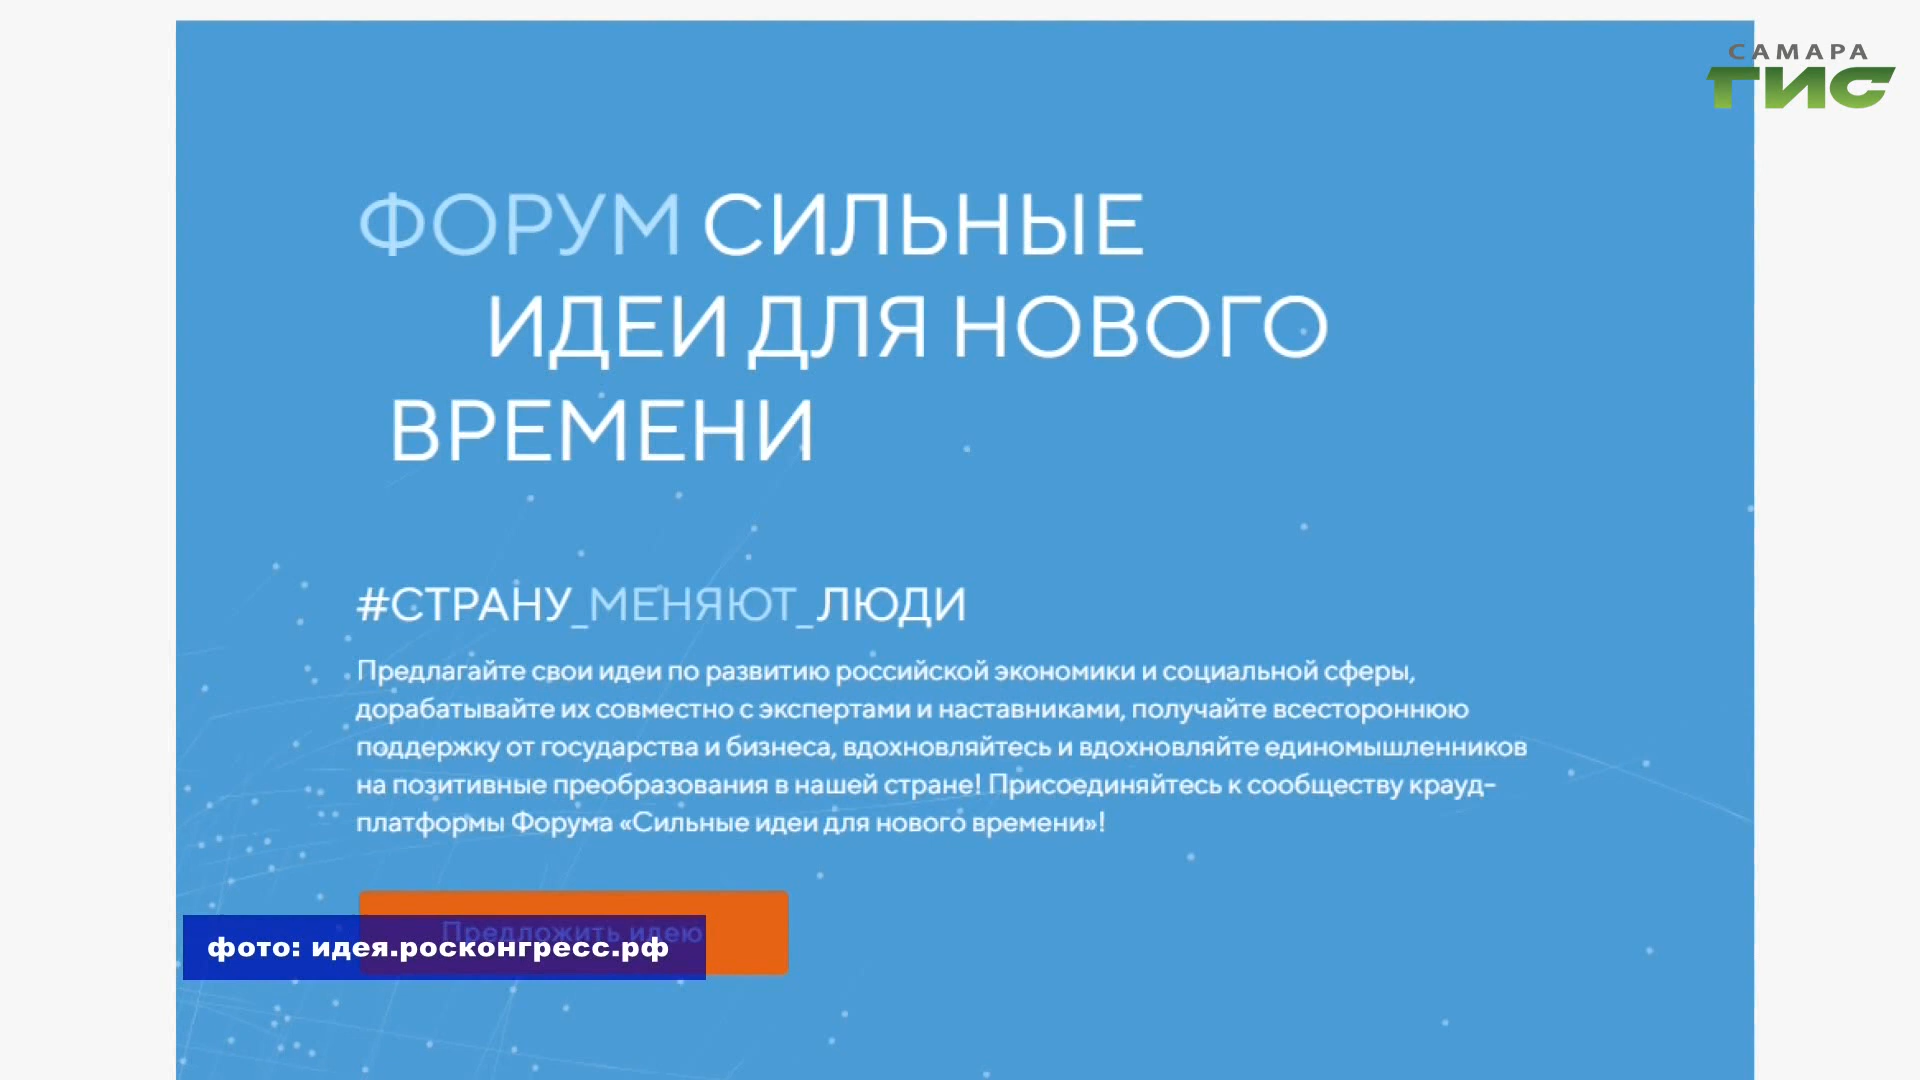 САМАРА
ГИС
ФОРУМ СИЛЬНЫЕ
ИДЕИ ДЛЯ НОВОГО
ВРЕМЕНИ
#СТРАНУ_МЕНЯЮТ_ЛЮДИ
Предлагайте свои идеи по развитию российской экономики и социальной сферы,
дорабатывайте их совместно с экспертами и наставниками, получайте всестороннюю
поддержку от государства и бизнеса, вдохновляйтесь и вдохновляйте единомышленников
на позитивные преобразования в нашей стране! Присоединяйтесь к сообществу крауд-
платформы Форума «Сильные идеи для нового времени»!
Предложить идею
фото: идея.росконгресс.рф